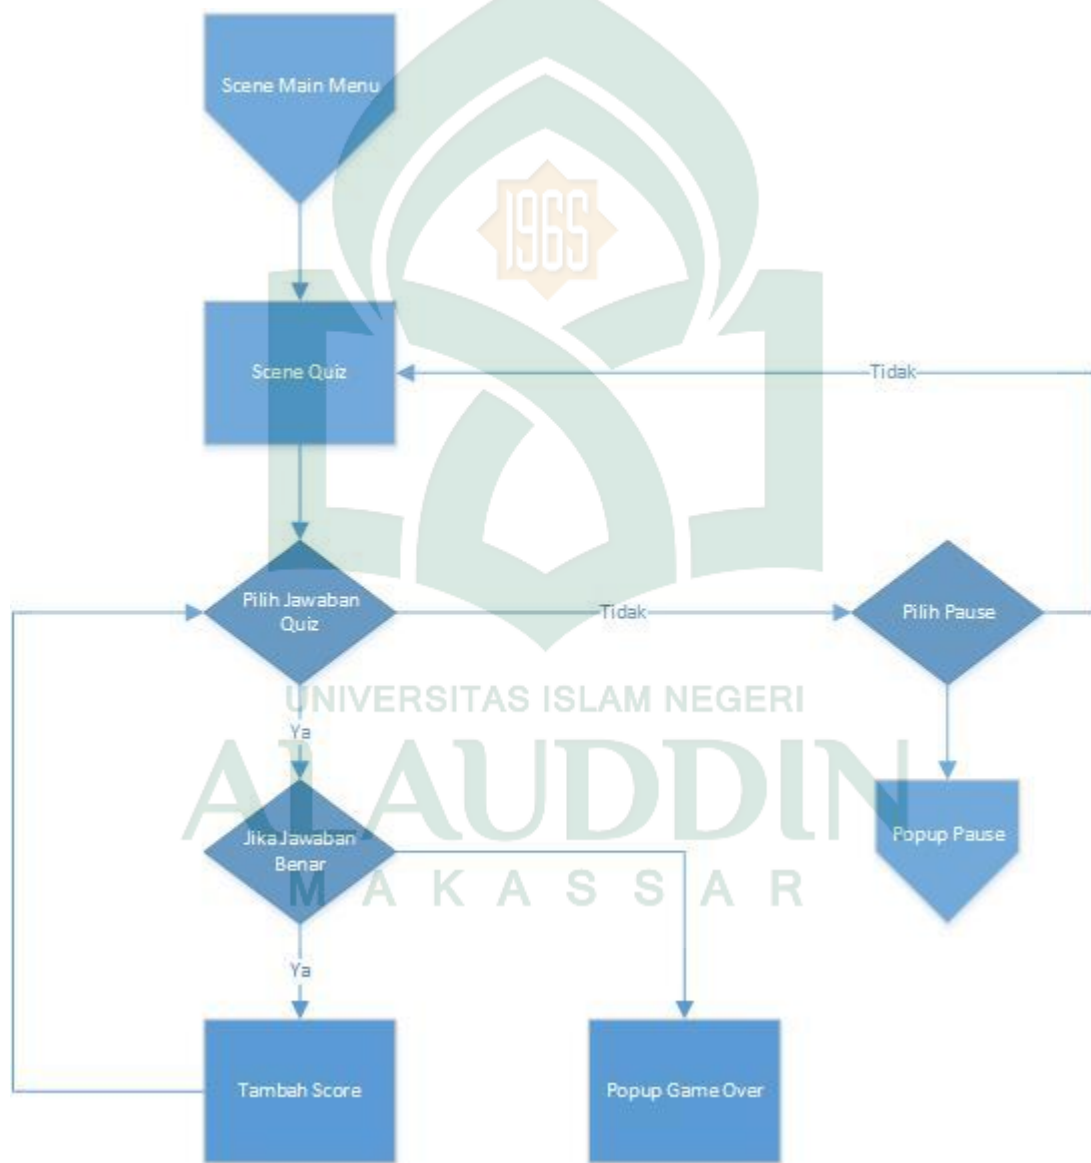 Scene Main Menu
1965
Scene Quiz
Tidak
Pilih Jawaban
Quiz
Tidak
Pilih Pause
UNIVERSITAS ISLAM NEGERI
Ya
ALAUDDIN
Jika Jawaban
Benar
Popup Pause
MAKASSAR
Ya
Tambah Score
Popup Game Over